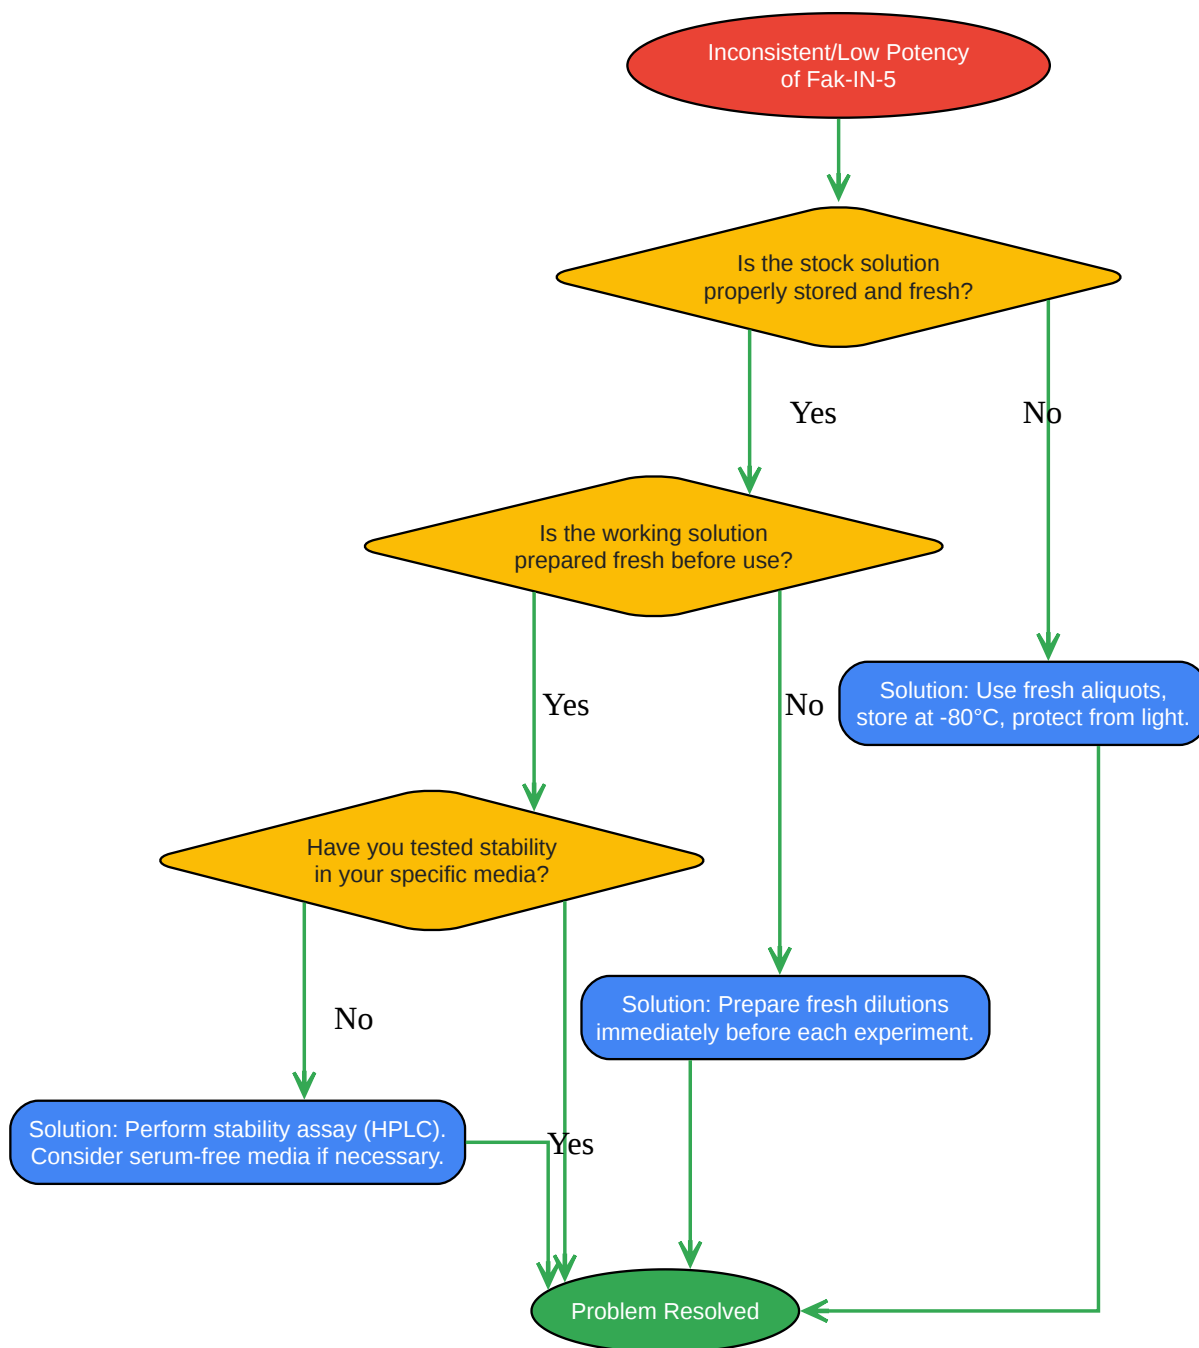 Inconsistent/Low Potency
of Fak-IN-5
Is the stock solution
properly stored and fresh?
Yes
No
Is the working solution
prepared fresh before use?
Yes
No
Solution: Use fresh aliquots,
store at -80°C, protect from light.
Have you tested stability
in your specific media?
No
Solution: Prepare fresh dilutions
immediately before each experiment.
Solution: Perform stability assay (HPLC).
Consider serum-free media if necessary.
Yes
Problem Resolved